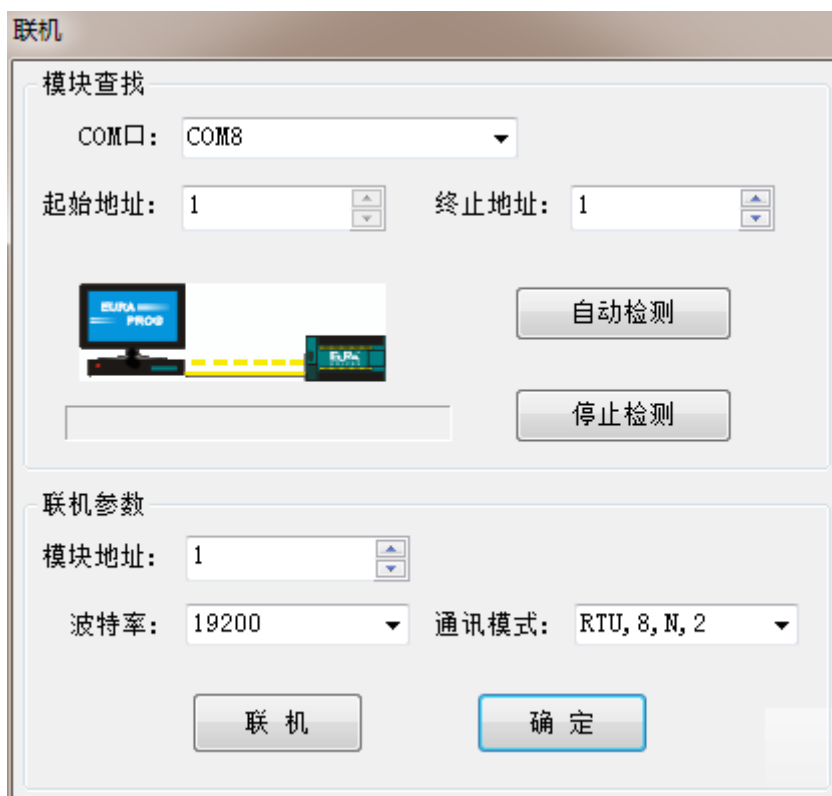 联机
模块查找
COM口： COM8
起始地址： 1 终止地址： 1
EURA
PROG
EURA
自动检测
停止检测
联机参数
模块地址： 1
波特率： 19200 通讯模式： RTU,8,N,2
联 机 确 定